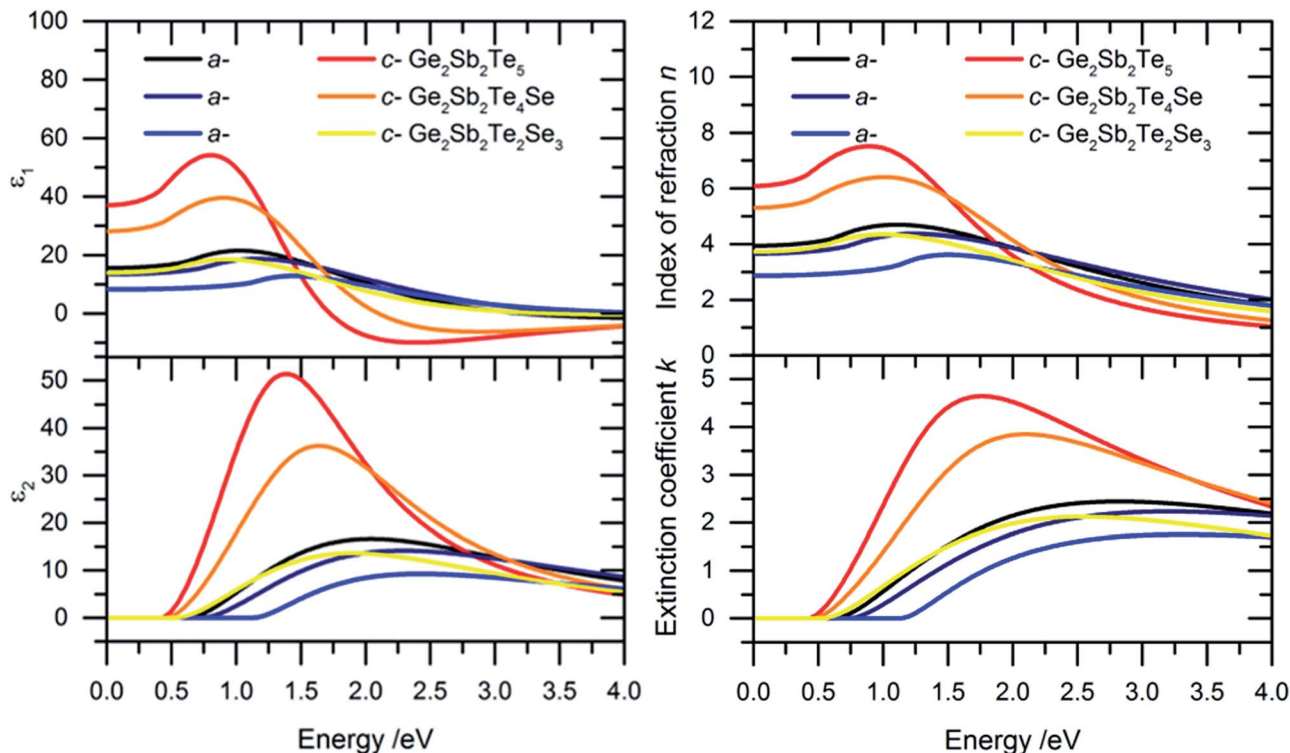 100
80
60
40
20
0
ε₁
a-
c- Ge₂Sb₂Te₅
a-
c- Ge₂Sb₂Te₄Se
a-
c- Ge₂Sb₂Te₂Se₃
50
40
30
20
10
0
ε₂
0.0 0.5 1.0 1.5 2.0 2.5 3.0 3.5 4.0
Energy /eV
12
10
8
6
4
2
0
Index of refraction n
a-
c- Ge₂Sb₂Te₅
a-
c- Ge₂Sb₂Te₄Se
a-
c- Ge₂Sb₂Te₂Se₃
5
4
3
2
1
0
Extinction coefficient k
0.0 0.5 1.0 1.5 2.0 2.5 3.0 3.5 4.0
Energy /eV